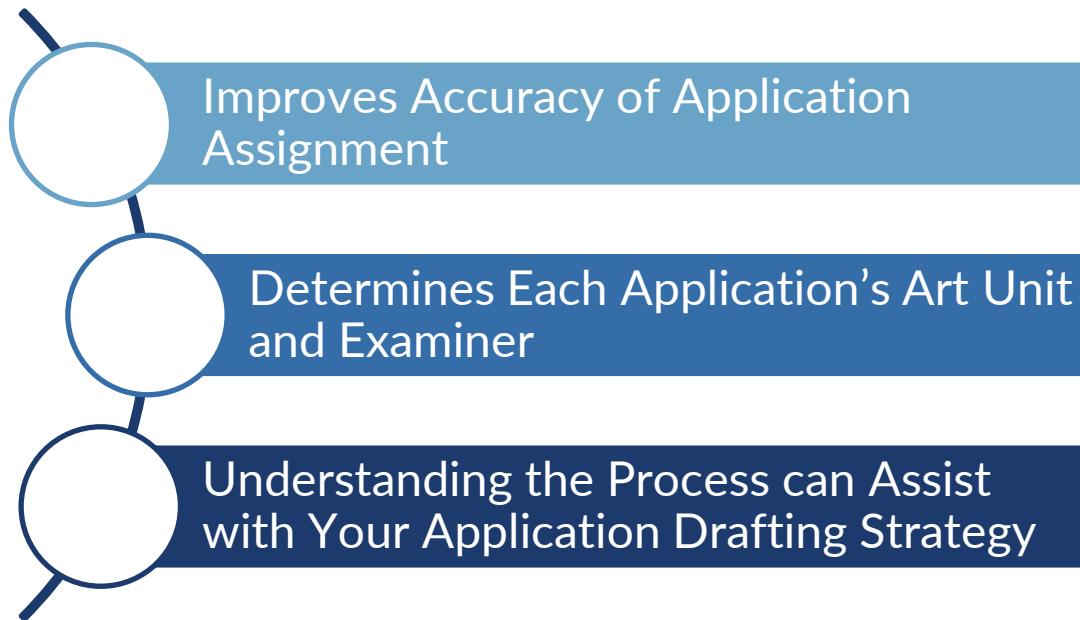 Improves Accuracy of Application
Assignment
Determines Each Application’s Art Unit
and Examiner
Understanding the Process can Assist
with Your Application Drafting Strategy